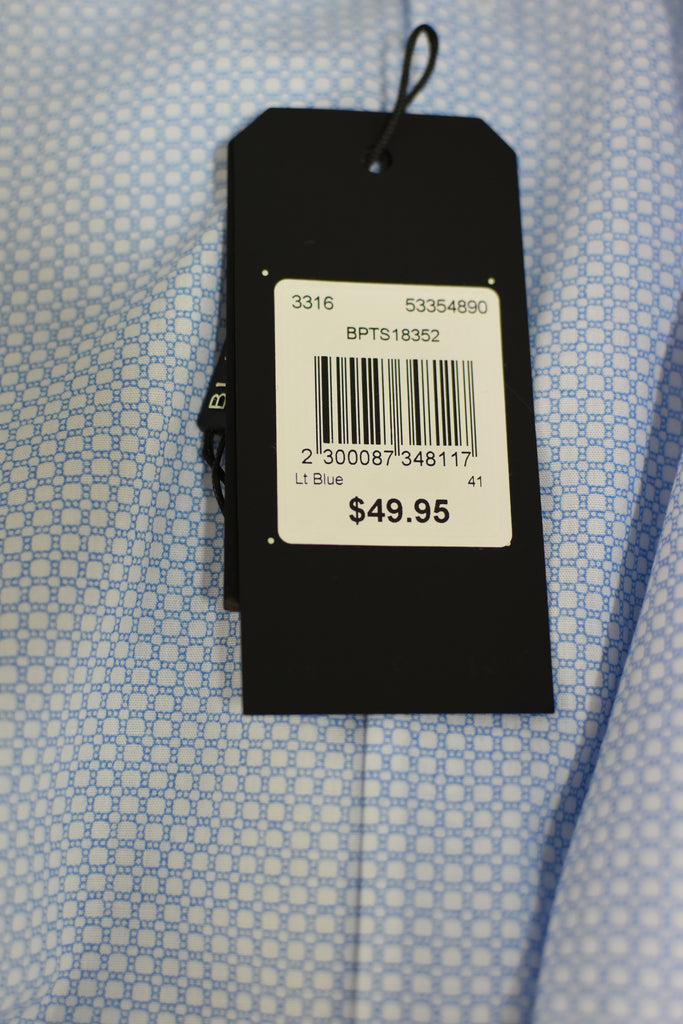 3316 53354890
BPTS18352
2 300087 348117
Lt Blue 41
$49.95